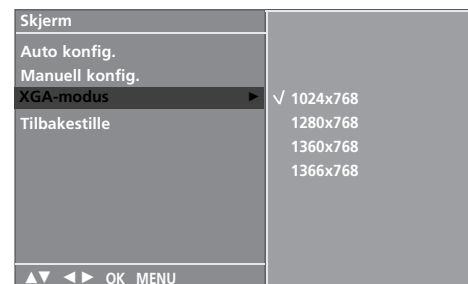 Skjerm
Auto konfig.
Manuell konfig.
XGA-modus ►
Tilbakestille
√ 1024x768
1280x768
1360x768
1366x768
▲▼ ◄► OK MENU